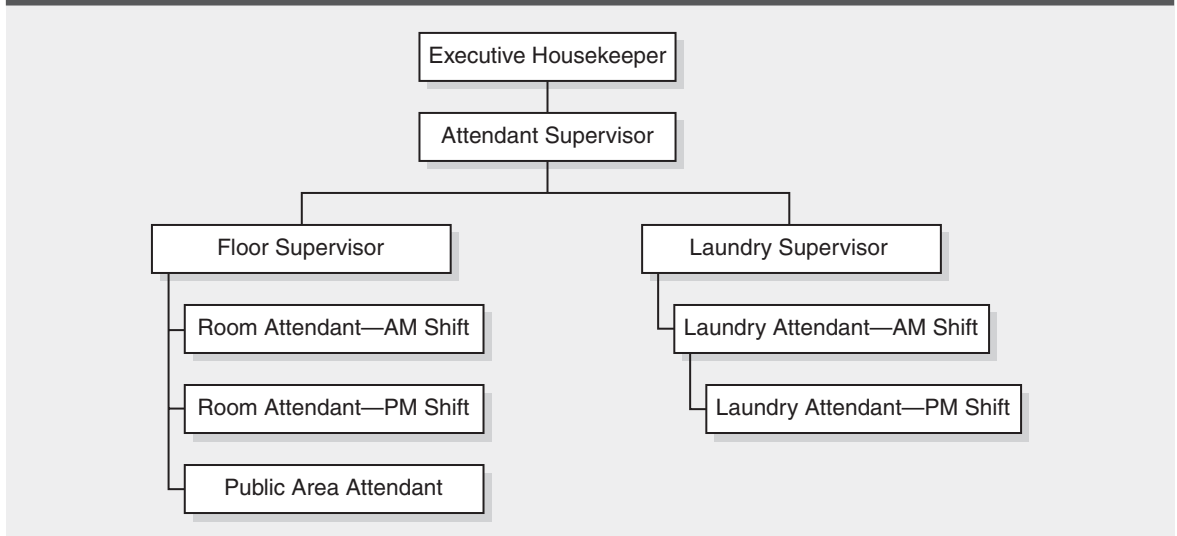 Executive Housekeeper
Attendant Supervisor
Floor Supervisor
Room Attendant—AM Shift
Room Attendant—PM Shift
Public Area Attendant
Laundry Supervisor
Laundry Attendant—AM Shift
Laundry Attendant—PM Shift